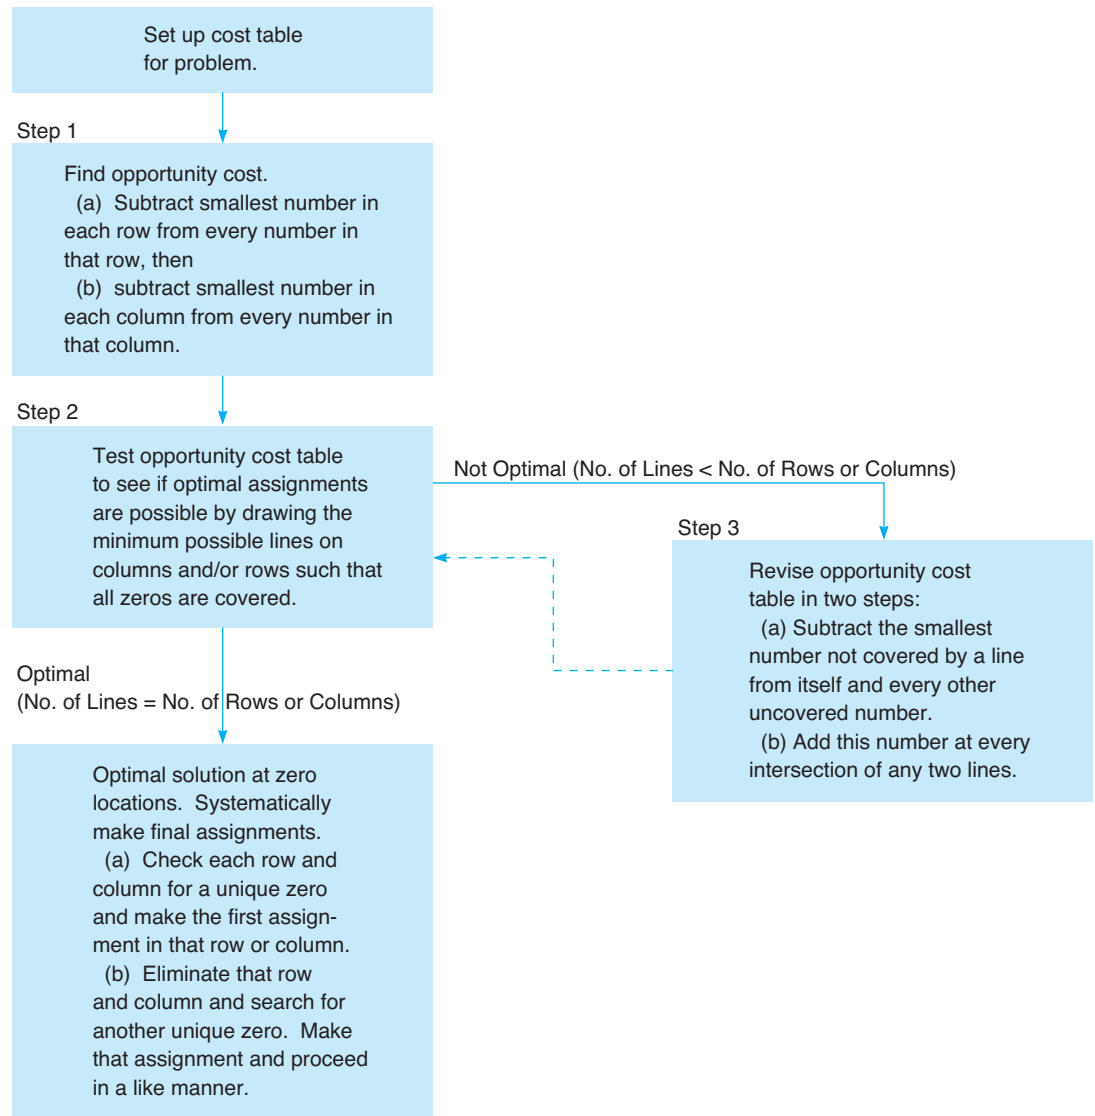 Set up cost table
for problem.
Step 1
Find opportunity cost.
(a) Subtract smallest number in
each row from every number in
that row, then
(b) subtract smallest number in
each column from every number in
that column.
Step 2
Test opportunity cost table
to see if optimal assignments
are possible by drawing the
minimum possible lines on
columns and/or rows such that
all zeros are covered.
Not Optimal (No. of Lines < No. of Rows or Columns)
Step 3
Revise opportunity cost
table in two steps:
(a) Subtract the smallest
number not covered by a line
from itself and every other
uncovered number.
(b) Add this number at every
intersection of any two lines.
Optimal
(No. of Lines = No. of Rows or Columns)
Optimal solution at zero
locations. Systematically
make final assignments.
(a) Check each row and
column for a unique zero
and make the first assign-
ment in that row or column.
(b) Eliminate that row
and column and search for
another unique zero. Make
that assignment and proceed
in a like manner.